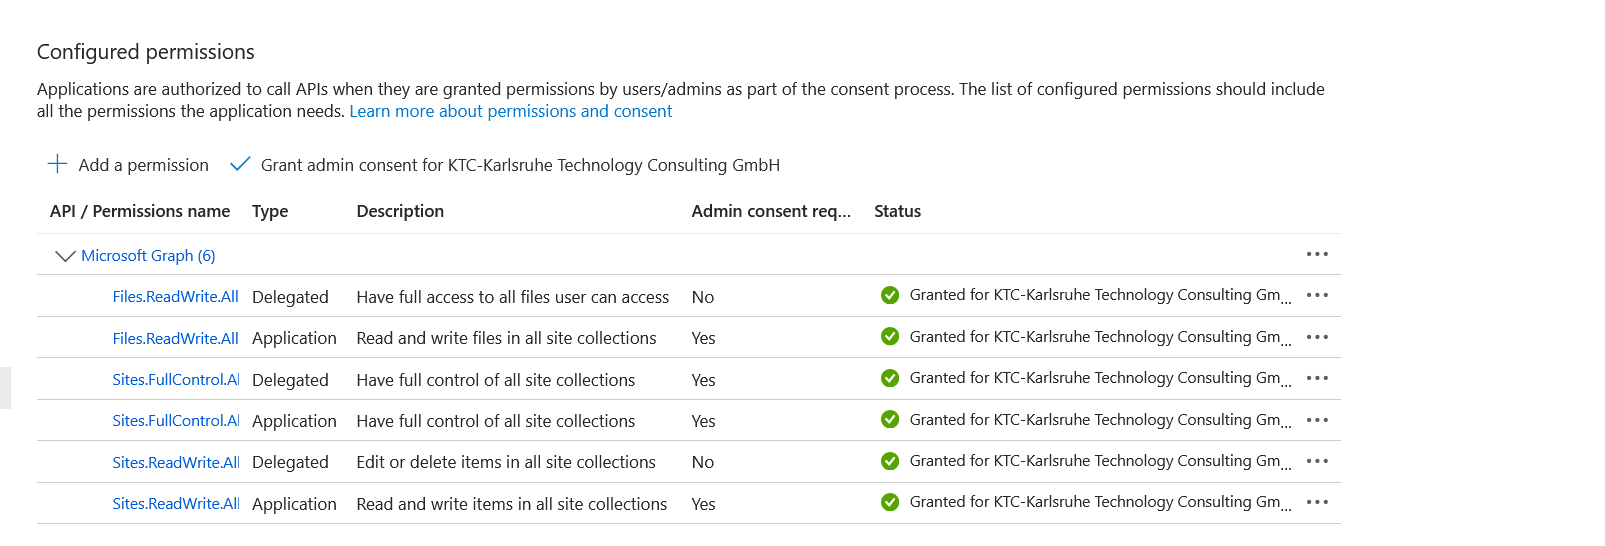 Configured permissions
Applications are authorized to call APIs when they are granted permissions by users/admins as part of the consent process. The list of configured permissions should include
all the permissions the application needs. Learn more about permissions and consent
Add a permission Grant admin consent for KTC-Karlsruhe Technology Consulting GmbH
API / Permissions name Type Description Admin consent req... Status
Microsoft Graph (6) ...
Files.ReadWrite.All Delegated Have full access to all files user can access No Granted for KTC-Karlsruhe Technology Consulting Gm... ...
Files.ReadWrite.All Application Read and write files in all site collections Yes Granted for KTC-Karlsruhe Technology Consulting Gm... ...
Sites.FullControl.Al Delegated Have full control of all site collections Yes Granted for KTC-Karlsruhe Technology Consulting Gm... ...
Sites.FullControl.Al Application Have full control of all site collections Yes Granted for KTC-Karlsruhe Technology Consulting Gm... ...
Sites.ReadWrite.All Delegated Edit or delete items in all site collections No Granted for KTC-Karlsruhe Technology Consulting Gm... ...
Sites.ReadWrite.All Application Read and write items in all site collections Yes Granted for KTC-Karlsruhe Technology Consulting Gm... ...